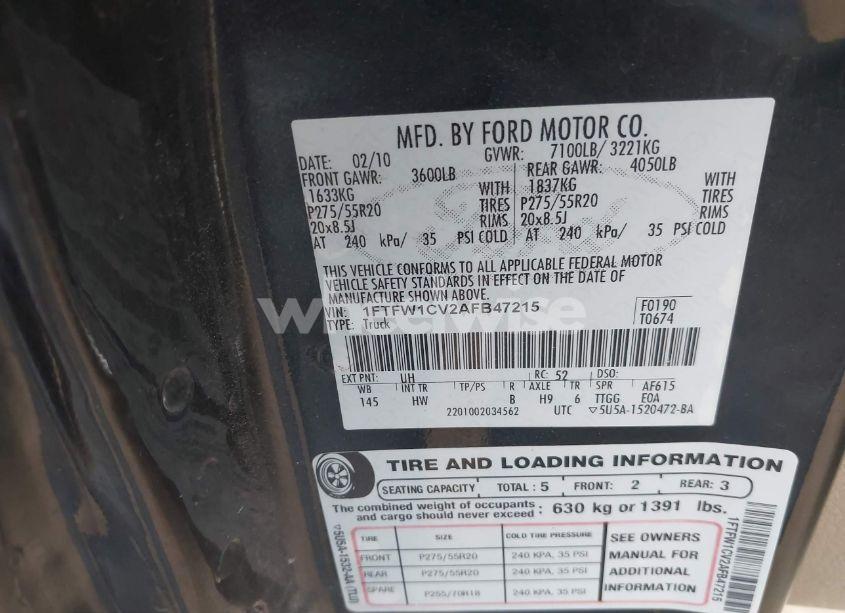 MFD. BY FORD MOTOR CO.
DATE: 02/10 GVWR: 7100LB/ 3221KG
FRONT GAWR: 3600LB REAR GAWR: 4050LB
1633KG WITH 1837KG WITH
P275/55R20 TIRES P275/55R20 TIRES
20x8.5J RIMS 20x8.5J RIMS
AT 240 kPa/ 35 PSI COLD AT 240 kPa/ 35 PSI COLD
THIS VEHICLE CONFORMS TO ALL APPLICABLE FEDERAL MOTOR
VEHICLE SAFETY STANDARDS IN EFFECT ON THE DATE OF
MANUFACTURE SHOWN ABOVE.
VIN: 1FTFW1CV2AFB47215 F0190
TYPE: Truck T0674
EXT PNT: UH RC: 52 DSO:
WB INT TR TP/PS R AXLE TR SPR AF615
145 HW B H9 6 TTGG E0A
2201002034562 UTC ▽5U5A-1520472-BA
TIRE AND LOADING INFORMATION
SEATING CAPACITY TOTAL : 5 FRONT: 2 REAR: 3
The combined weight of occupants
and cargo should never exceed : 630 kg or 1391 lbs.
TIRE SIZE COLD TIRE PRESSURE SEE OWNERS
FRONT P275/55R20 240 KPA, 35 PSI MANUAL FOR
REAR P275/55R20 240 KPA, 35 PSI ADDITIONAL
SPARE P255/70R18 240 KPA, 35 PSI INFORMATION
▽5U5A-1532-AA (TUJ)
1FTFW1CV2AFB47215